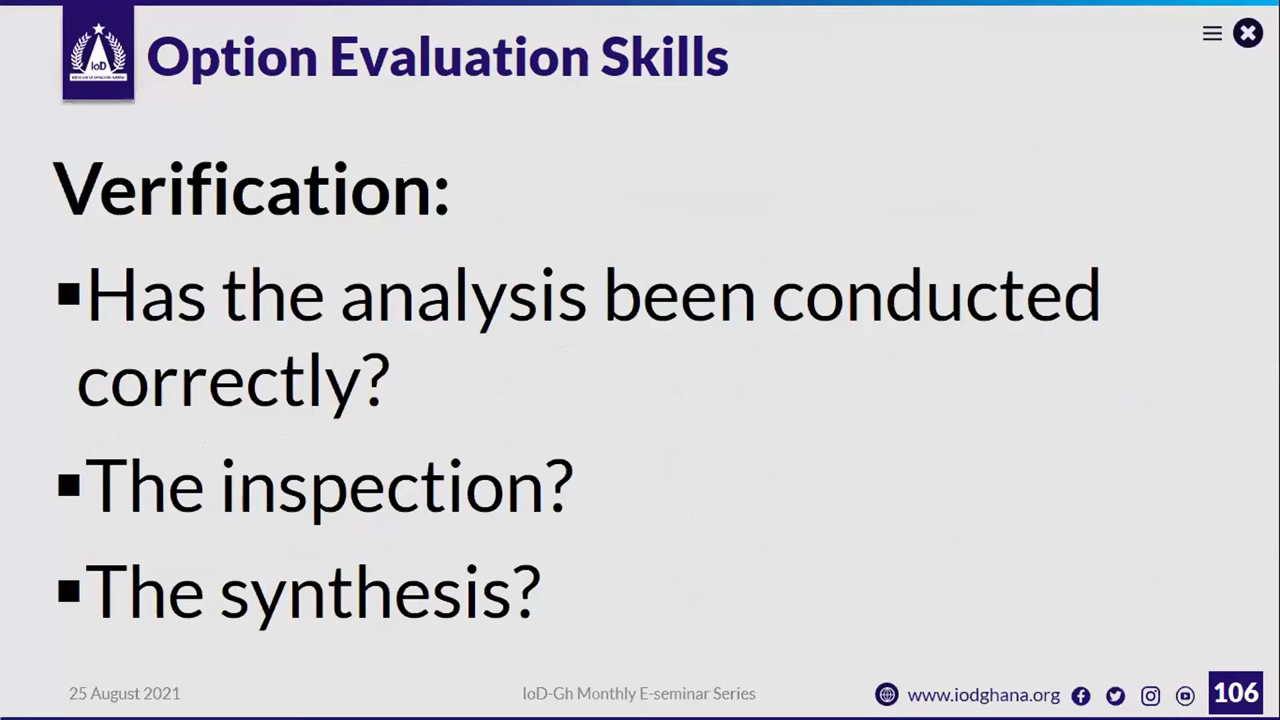 Option Evaluation Skills
IoD
Verification:
▪Has the analysis been conducted
correctly?
▪The inspection?
▪The synthesis?
25 August 2021
IoD-Gh Monthly E-seminar Series
www.iodghana.org
106